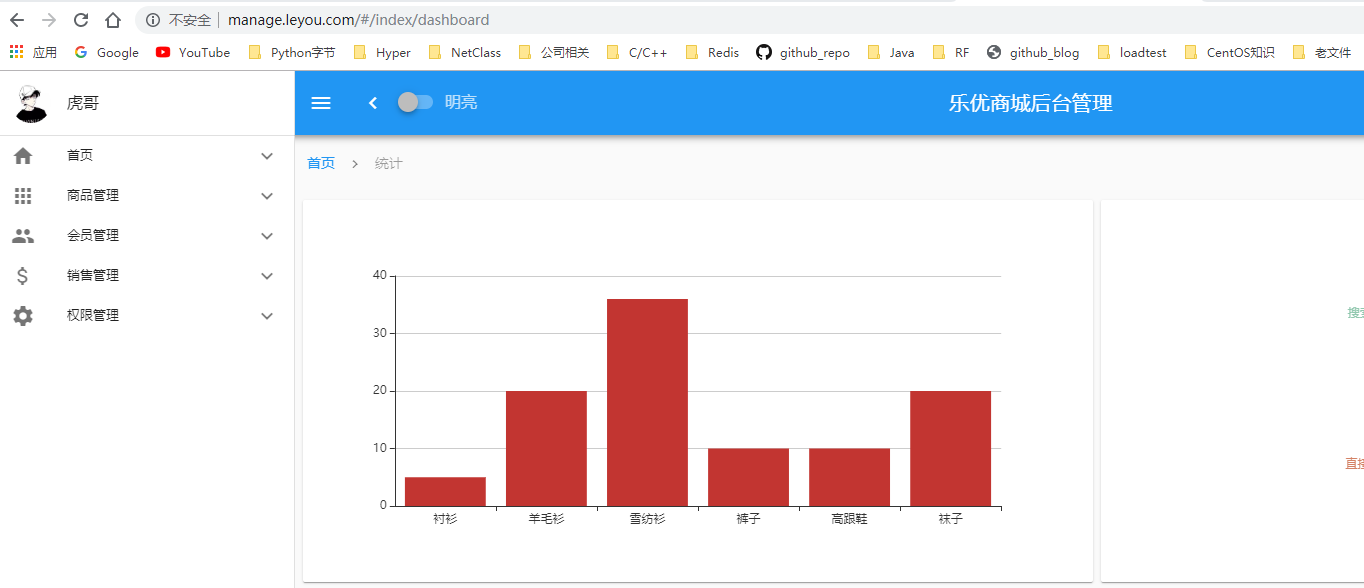 不安全 manage.leyou.com/#/index/dashboard
应用 Google YouTube Python字节 Hyper NetClass 公司相关 C/C++ Redis github_repo Java RF github_blog loadtest CentOS知识 老文件
虎哥
明亮
乐优商城后台管理
首页
商品管理
会员管理
销售管理
权限管理
首页 > 统计
40
30
20
10
0
衬衫 羊毛衫 雪纺衫 裤子 高跟鞋 袜子
搜
直